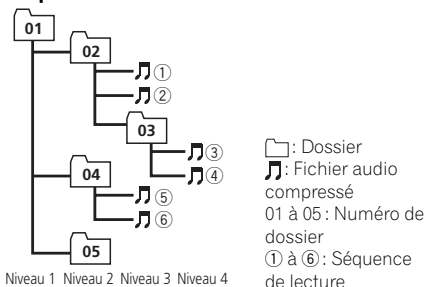 01
02
①
②
03
③
④
04
⑤
⑥
05
Niveau 1 Niveau 2 Niveau 3 Niveau 4
: Dossier
: Fichier audio
compressé
01 à 05 : Numéro de
dossier
① à ⑥ : Séquence
de lecture